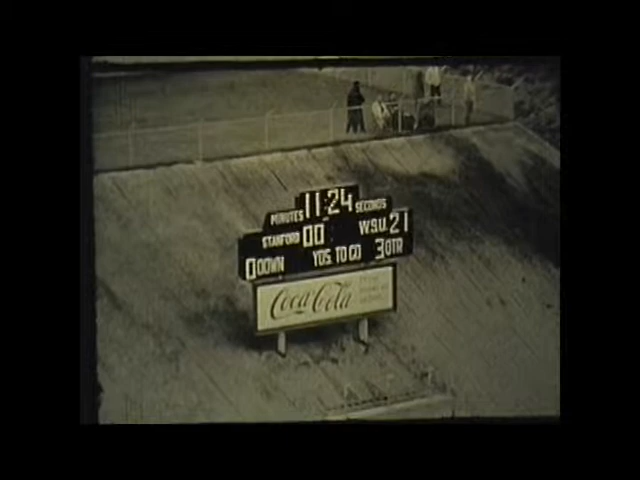 MINUTES 11:24 SECONDS
STANFORD 00 W.S.U. 21
0 DOWN YDS. TO GO 3 QTR
Coca-Cola